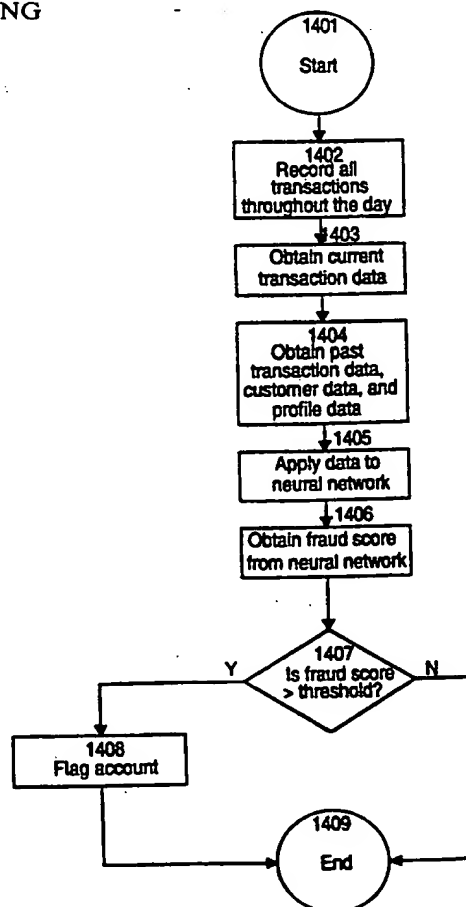 NG
1401
Start
1402
Record all
transactions
throughout the day
1403
Obtain current
transaction data
1404
Obtain past
transaction data,
customer data, and
profile data
1405
Apply data to
neural network
1406
Obtain fraud score
from neural network
1407
Is fraud score
> threshold?
Y
N
1408
Flag account
1409
End